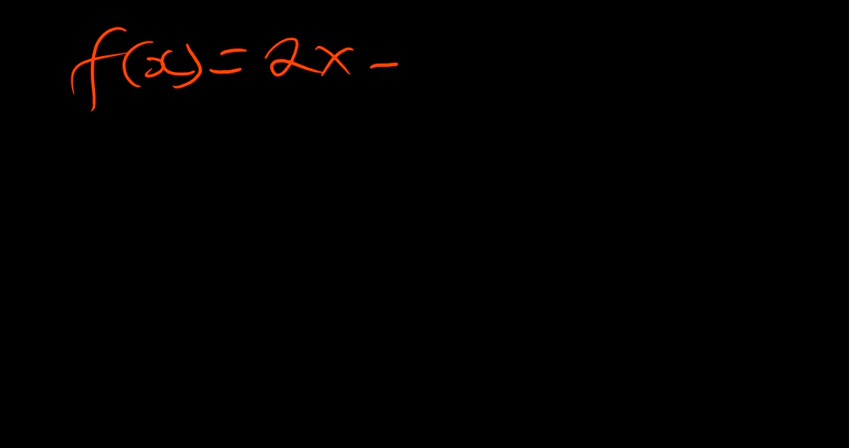 f(x) = 2x -